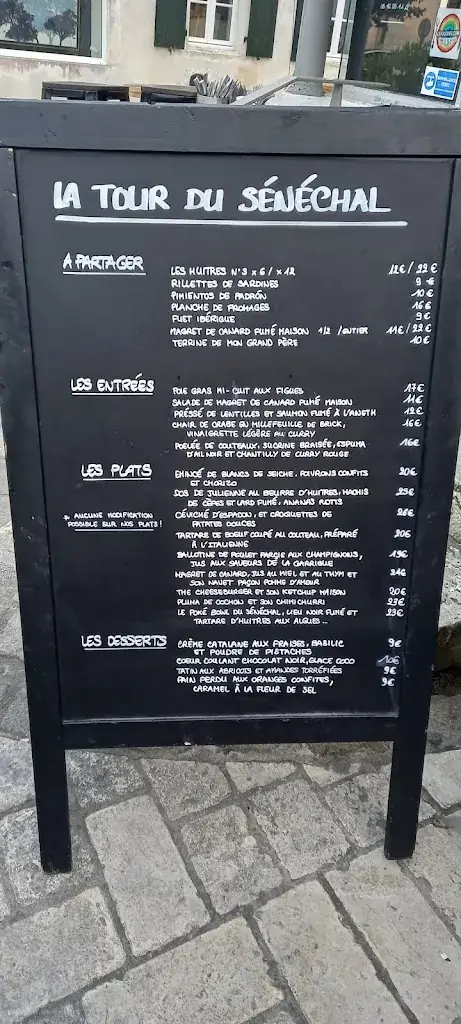 LA TOUR DU SÉNÉCHAL
A PARTAGER
LES HUITRES N°3 x 6 / x 12 12€ / 22€
RILLETTES DE SARDINES 9€
PIMIENTOS DE PADRÓN 10€
PLANCHE DE FROMAGES 16€
FUET IBÉRIQUE 9€
MAGRET DE CANARD FUMÉ MAISON 1/2 / ENTIER 11€ / 22€
TERRINE DE MON GRAND PÈRE 10€
LES ENTRÉES
FOIE GRAS MI-CUIT AUX FIGUES 17€
SALADE DE MAGRET DE CANARD FUMÉ MAISON 11€
PRESSÉ DE LENTILLES ET SAUMON FUMÉ À L'ANETH 12€
CHAIR DE CRABE EN MILLEFEUILLE DE BRICK, 16€
VINAIGRETTE LÉGÈRE AU CURRY
POÊLÉE DE COUTEAUX, SUCRINE BRAISÉE, ESPUMA 16€
D'AIL NOIR ET CHANTILLY DE CURRY ROUGE
LES PLATS
* AUCUNE MODIFICATION
POSSIBLE SUR NOS PLATS !
EMINCÉ DE BLANCS DE SEICHE, POIVRONS CONFITS 20€
ET CHORIZO
DOS DE JULIENNE AU BEURRE D'HUITRES, HACHIS 25€
DE CÈPES ET LARD FUMÉ, ANANAS ROTIS
CÉVICHÉ D'ESPADON, ET CROQUETTES DE
PATATES DOUCES
TARTARE DE BOEUF COUPÉ AU COUTEAU, PRÉPARÉ 20€
À L'ITALIENNE
BALLOTINE DE POULET FARCIE AUX CHAMPIGNONS, 19€
JUS AUX SAVEURS DE LA GARRIGUE
MAGRET DE CANARD, JUS AU MIEL ET AU THYM ET 24€
SON NAVET FAÇON POMME D'AMOUR
THE CHEESEBURGER ET SON KETCHUP MAISON 20€
PLUMA DE COCHON ET SON CHIMICHURRI 23€
LE POKÉ BOWL DU SÉNÉCHAL, LIEU NOIR FUMÉ ET 23€
TARTARE D'HUITRES AUX ALGUES...
LES DESSERTS
CRÈME CATALANE AUX FRAISES, BASILIC 9€
ET POUDRE DE PISTACHES
COEUR COULANT CHOCOLAT NOIR, GLACE COCO 10€
TATIN AUX ABRICOTS ET AMANDES TORRÉFIÉES 9€
PAIN PERDU AUX ORANGES CONFITES, 9€
CARAMEL À LA FLEUR DE SEL